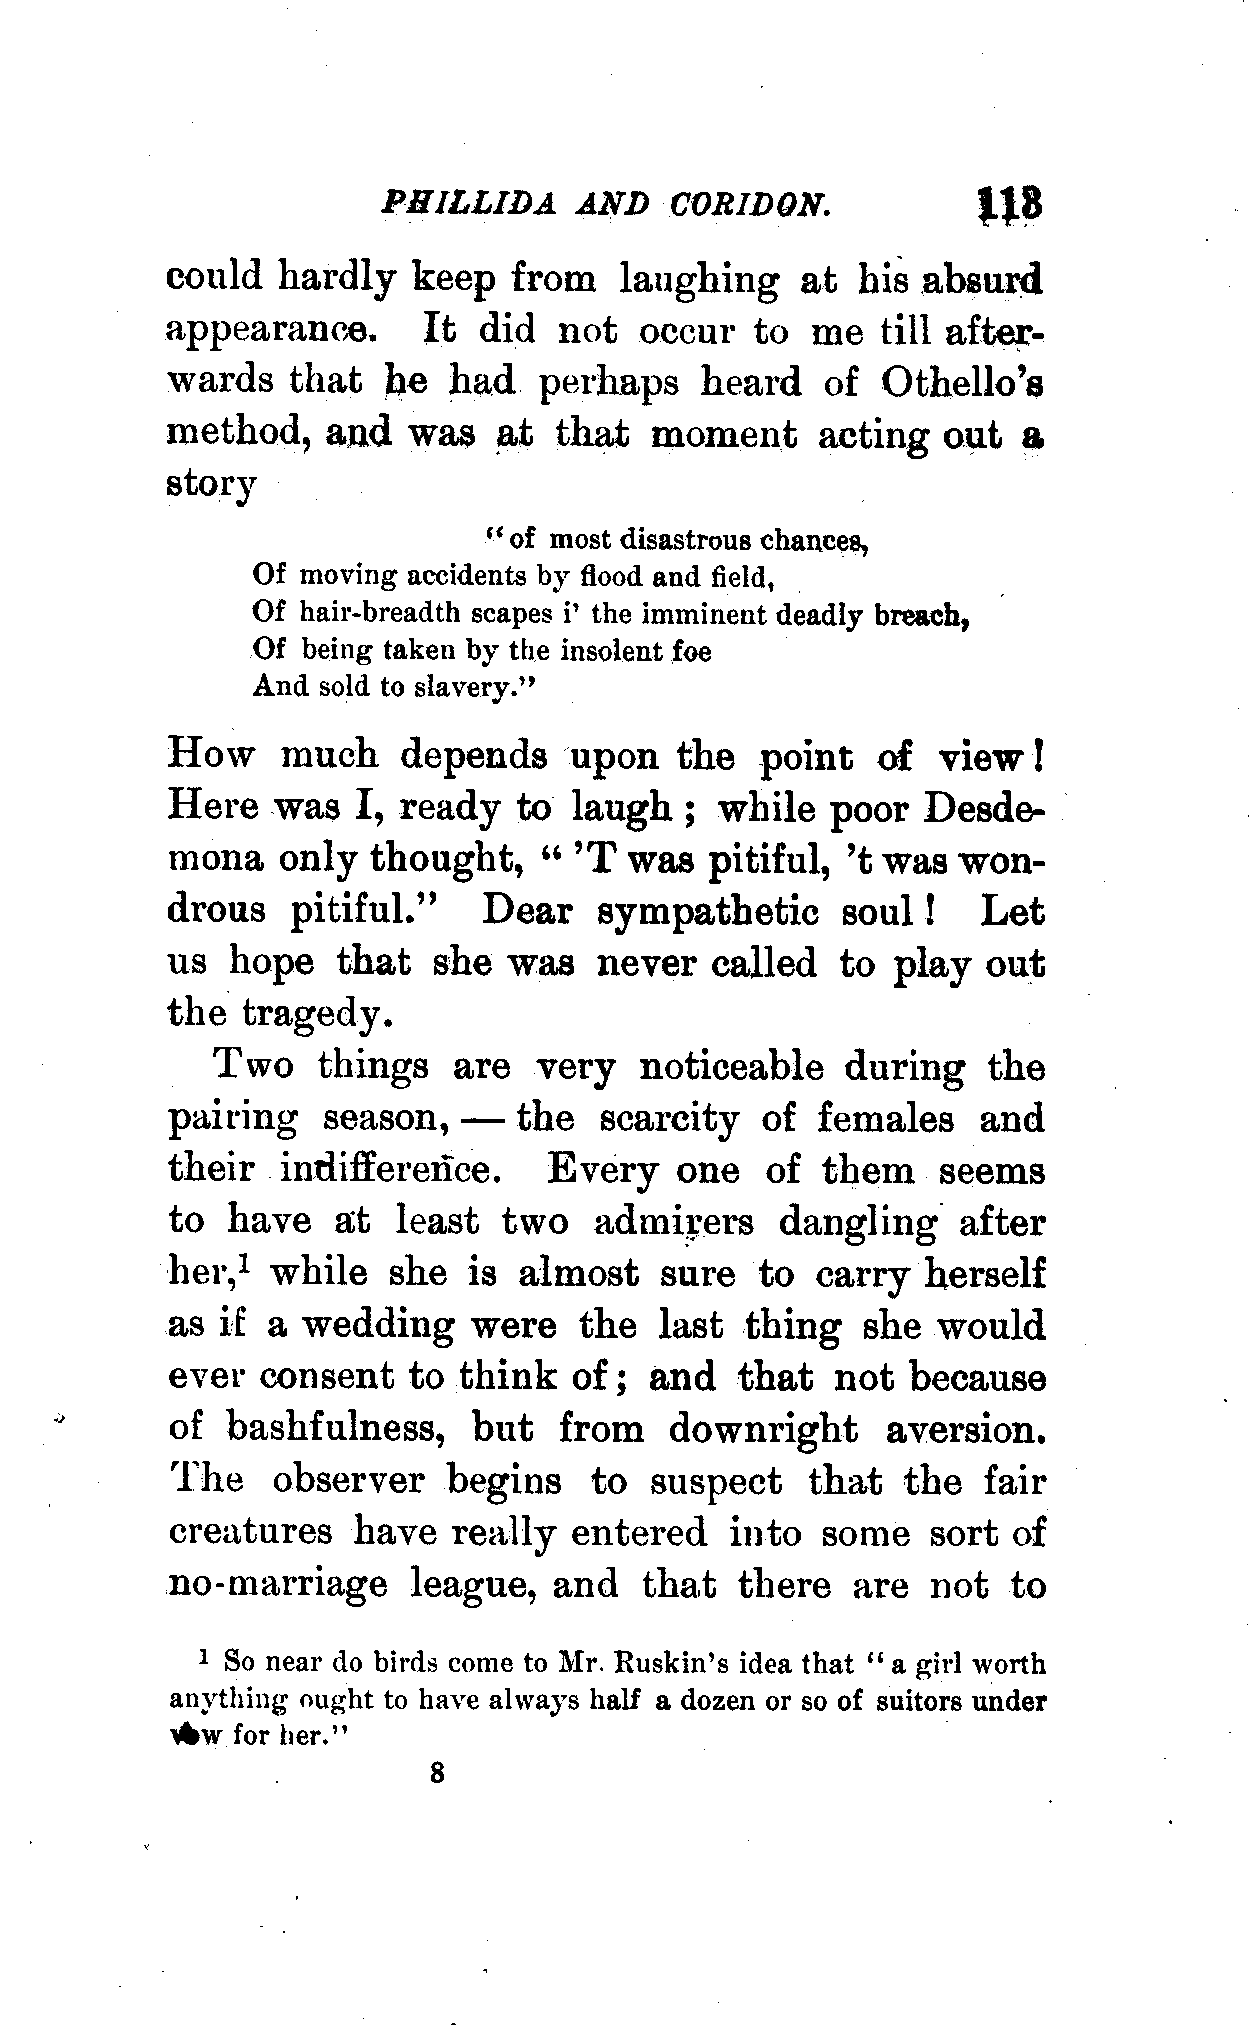 PHILLIDA AND CORIDON. 113
could hardly keep from laughing at his absurd
appearance. It did not occur to me till after-
wards that he had perhaps heard of Othello's
method, and was at that moment acting out a
story
"of most disastrous chances,
Of moving accidents by flood and field,
Of hair-breadth scapes i' the imminent deadly breach,
Of being taken by the insolent foe
And sold to slavery."
How much depends upon the point of view!
Here was I, ready to laugh; while poor Desde-
mona only thought, "'T was pitiful, 't was won-
drous pitiful." Dear sympathetic soul! Let
us hope that she was never called to play out
the tragedy.
Two things are very noticeable during the
pairing season, — the scarcity of females and
their indifference. Every one of them seems
to have at least two admirers dangling after
her,¹ while she is almost sure to carry herself
as if a wedding were the last thing she would
ever consent to think of; and that not because
of bashfulness, but from downright aversion.
The observer begins to suspect that the fair
creatures have really entered into some sort of
no-marriage league, and that there are not to
¹ So near do birds come to Mr. Ruskin's idea that "a girl worth
anything ought to have always half a dozen or so of suitors under
vow for her."
8